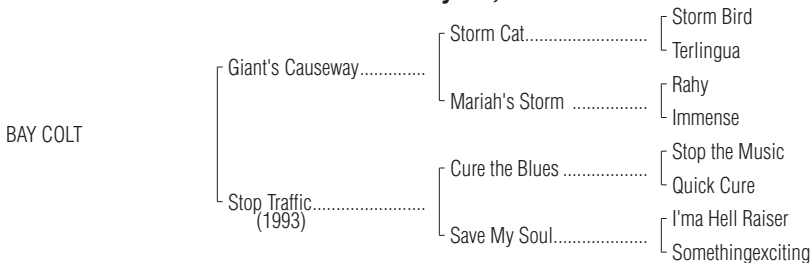 Storm Bird
Storm Cat.............................
Terlingua
Giant's Causeway..............
Rahy
Mariah's Storm ................
Immense
BAY COLT
Stop the Music
Cure the Blues ..................
Quick Cure
Stop Traffic........................
(1993)
I'ma Hell Raiser
Save My Soul....................
Somethingexciting